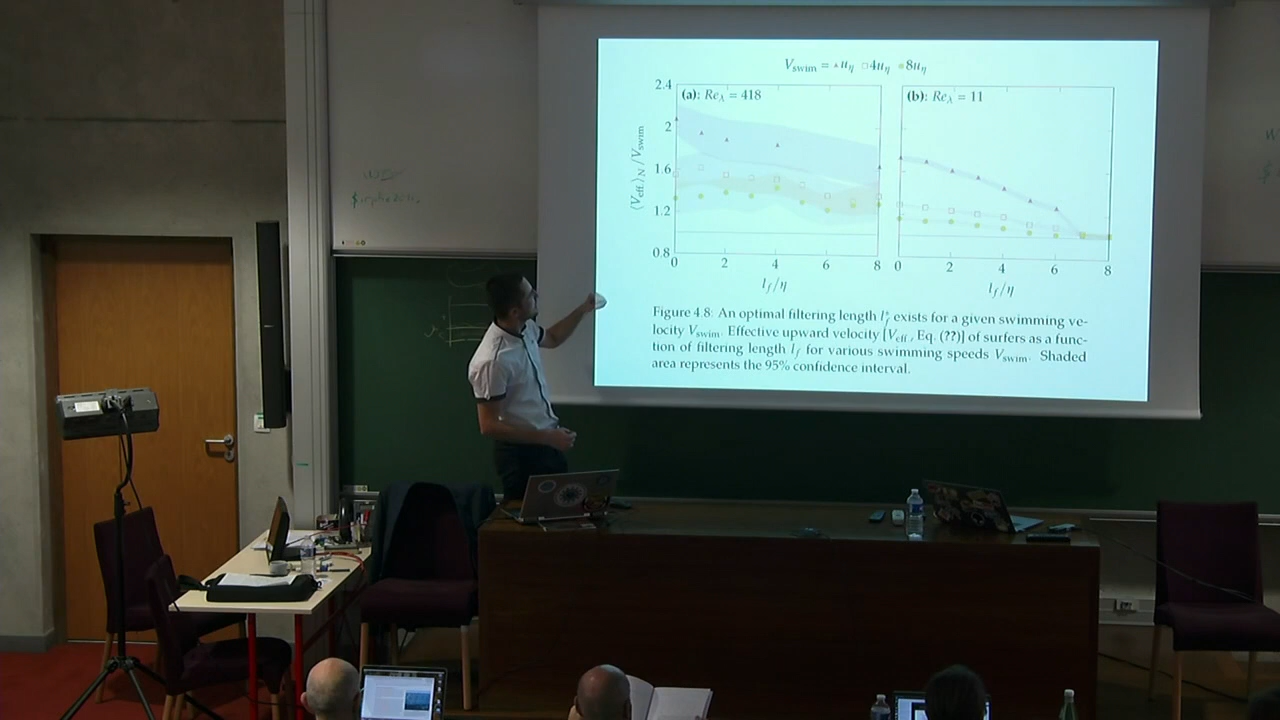 V_swim = ▲ u_η □ 4u_η ● 8u_η
(a): Re_λ = 418
(b): Re_λ = 11
2.4
2
1.6
1.2
0.8
⟨V_eff⟩_N / V_swim
0 2 4 6 8
0 2 4 6 8
l_f/η
l_f/η
Figure 4.8: An optimal filtering length l_f^* exists for a given swimming ve-
locity V_swim. Effective upward velocity [V_eff, Eq. (??)] of surfers as a func-
tion of filtering length l_f for various swimming speeds V_swim. Shaded
area represents the 95% confidence interval.